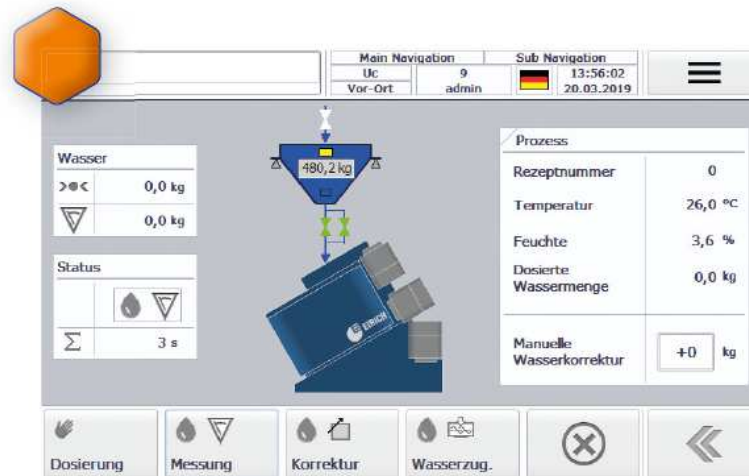 Main Navigation Sub Navigation
Uc 9 13:56:02
Vor-Ort admin 20.03.2019
Wasser
0,0 kg
0,0 kg
Status
Σ 3 s
480,2 kg
EIRICH
Prozess
Rezeptnummer 0
Temperatur 26,0 °C
Feuchte 3,6 %
Dosierte
Wassermenge 0,0 kg
Manuelle
Wasserkorrektur +0 kg
Dosierung Messung Korrektur Wasserzug.